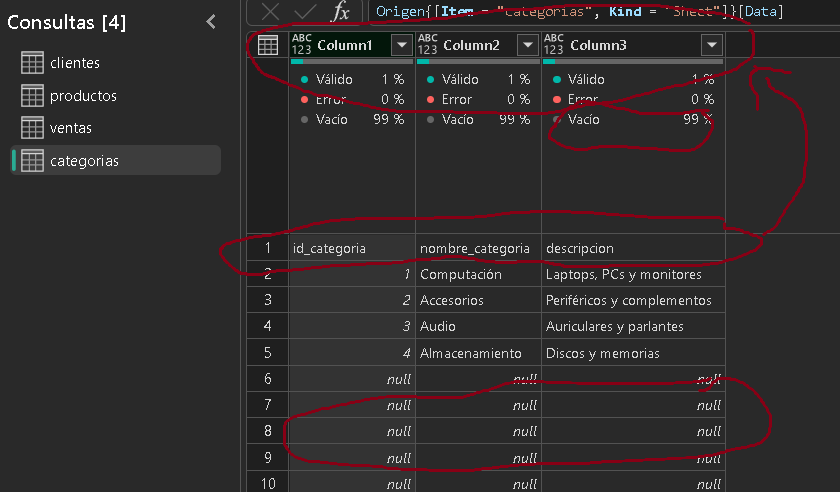 Consultas [4]
clientes
productos
ventas
categorias
fx Origen{[Item = "categorias", Kind = "Sheet"]}[Data]
ABC 123 Column1 ABC 123 Column2 ABC 123 Column3
Válido 1 % Válido 1 % Válido 1 %
Error 0 % Error 0 % Error 0 %
Vacío 99 % Vacío 99 % Vacío 99 %
1 id_categoria nombre_categoria descripcion
2 1 Computación Laptops, PCs y monitores
3 2 Accesorios Periféricos y complementos
4 3 Audio Auriculares y parlantes
5 4 Almacenamiento Discos y memorias
6 null null null
7 null null null
8 null null null
9 null null null
10 null null null